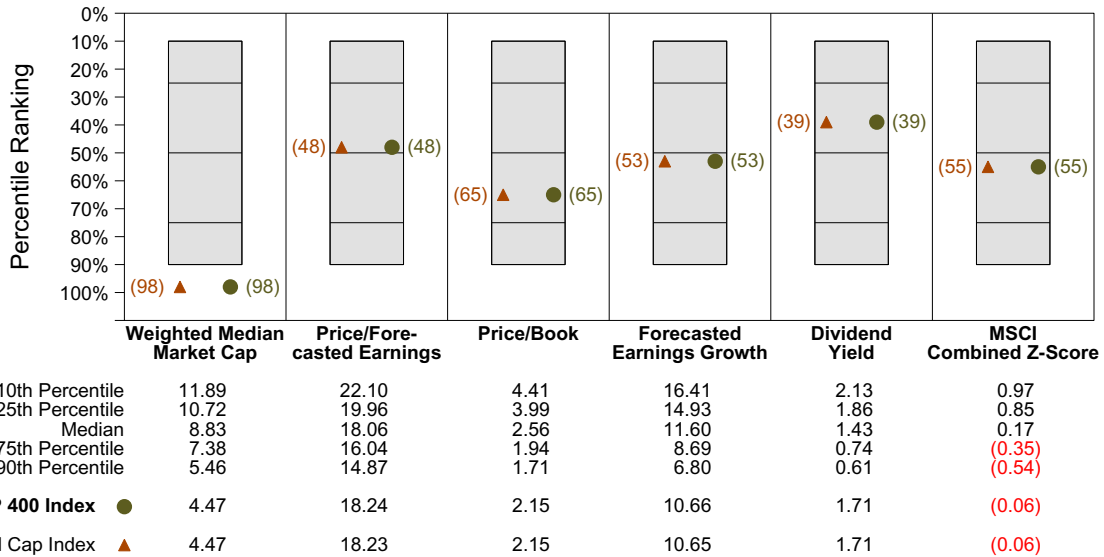 Percentile Ranking
0%
10%
20%
30%
40%
50%
60%
70%
80%
90%
100%
(98) (98)
(48) (48)
(65) (65)
(53) (53)
(39) (39)
(55) (55)
Weighted Median Market Cap
Price/Fore-casted Earnings
Price/Book
Forecasted Earnings Growth
Dividend Yield
MSCI Combined Z-Score
10th Percentile 11.89 22.10 4.41 16.41 2.13 0.97
25th Percentile 10.72 19.96 3.99 14.93 1.86 0.85
Median 8.83 18.06 2.56 11.60 1.43 0.17
75th Percentile 7.38 16.04 1.94 8.69 0.74 (0.35)
90th Percentile 5.46 14.87 1.71 6.80 0.61 (0.54)
400 Index 4.47 18.24 2.15 10.66 1.71 (0.06)
Cap Index 4.47 18.23 2.15 10.65 1.71 (0.06)